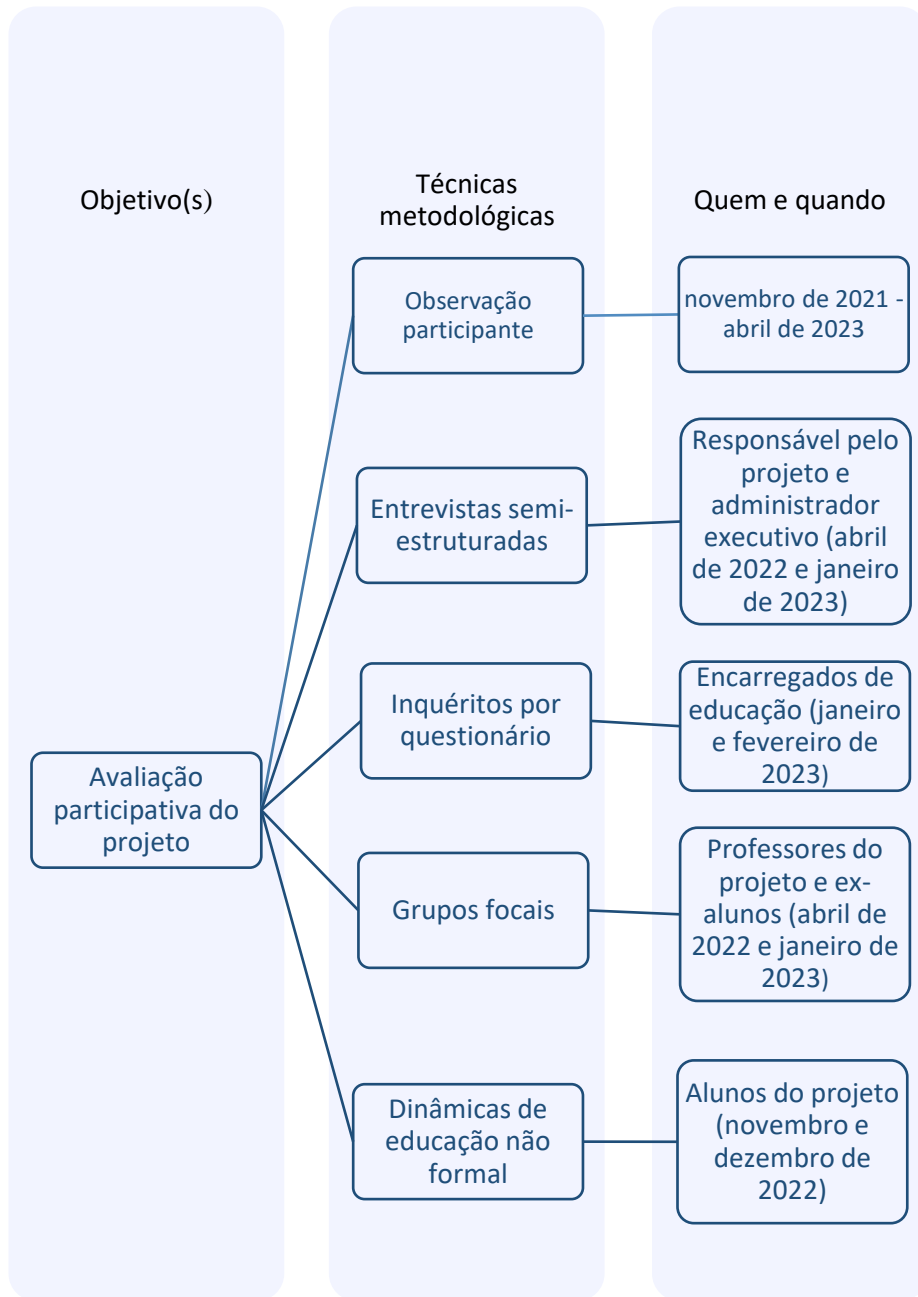 Objetivo(s)
Técnicas
metodológicas
Quem e quando
Observação
participante
novembro de 2021 -
abril de 2023
Entrevistas semi-
estruturadas
Responsável pelo
projeto e
administrador
executivo (abril
de 2022 e janeiro
de 2023)
Inquéritos por
questionário
Encarregados de
educação (janeiro
e fevereiro de
2023)
Avaliação
participativa do
projeto
Grupos focais
Professores do
projeto e ex-
alunos (abril de
2022 e janeiro de
2023)
Dinâmicas de
educação não
formal
Alunos do projeto
(novembro e
dezembro de
2022)